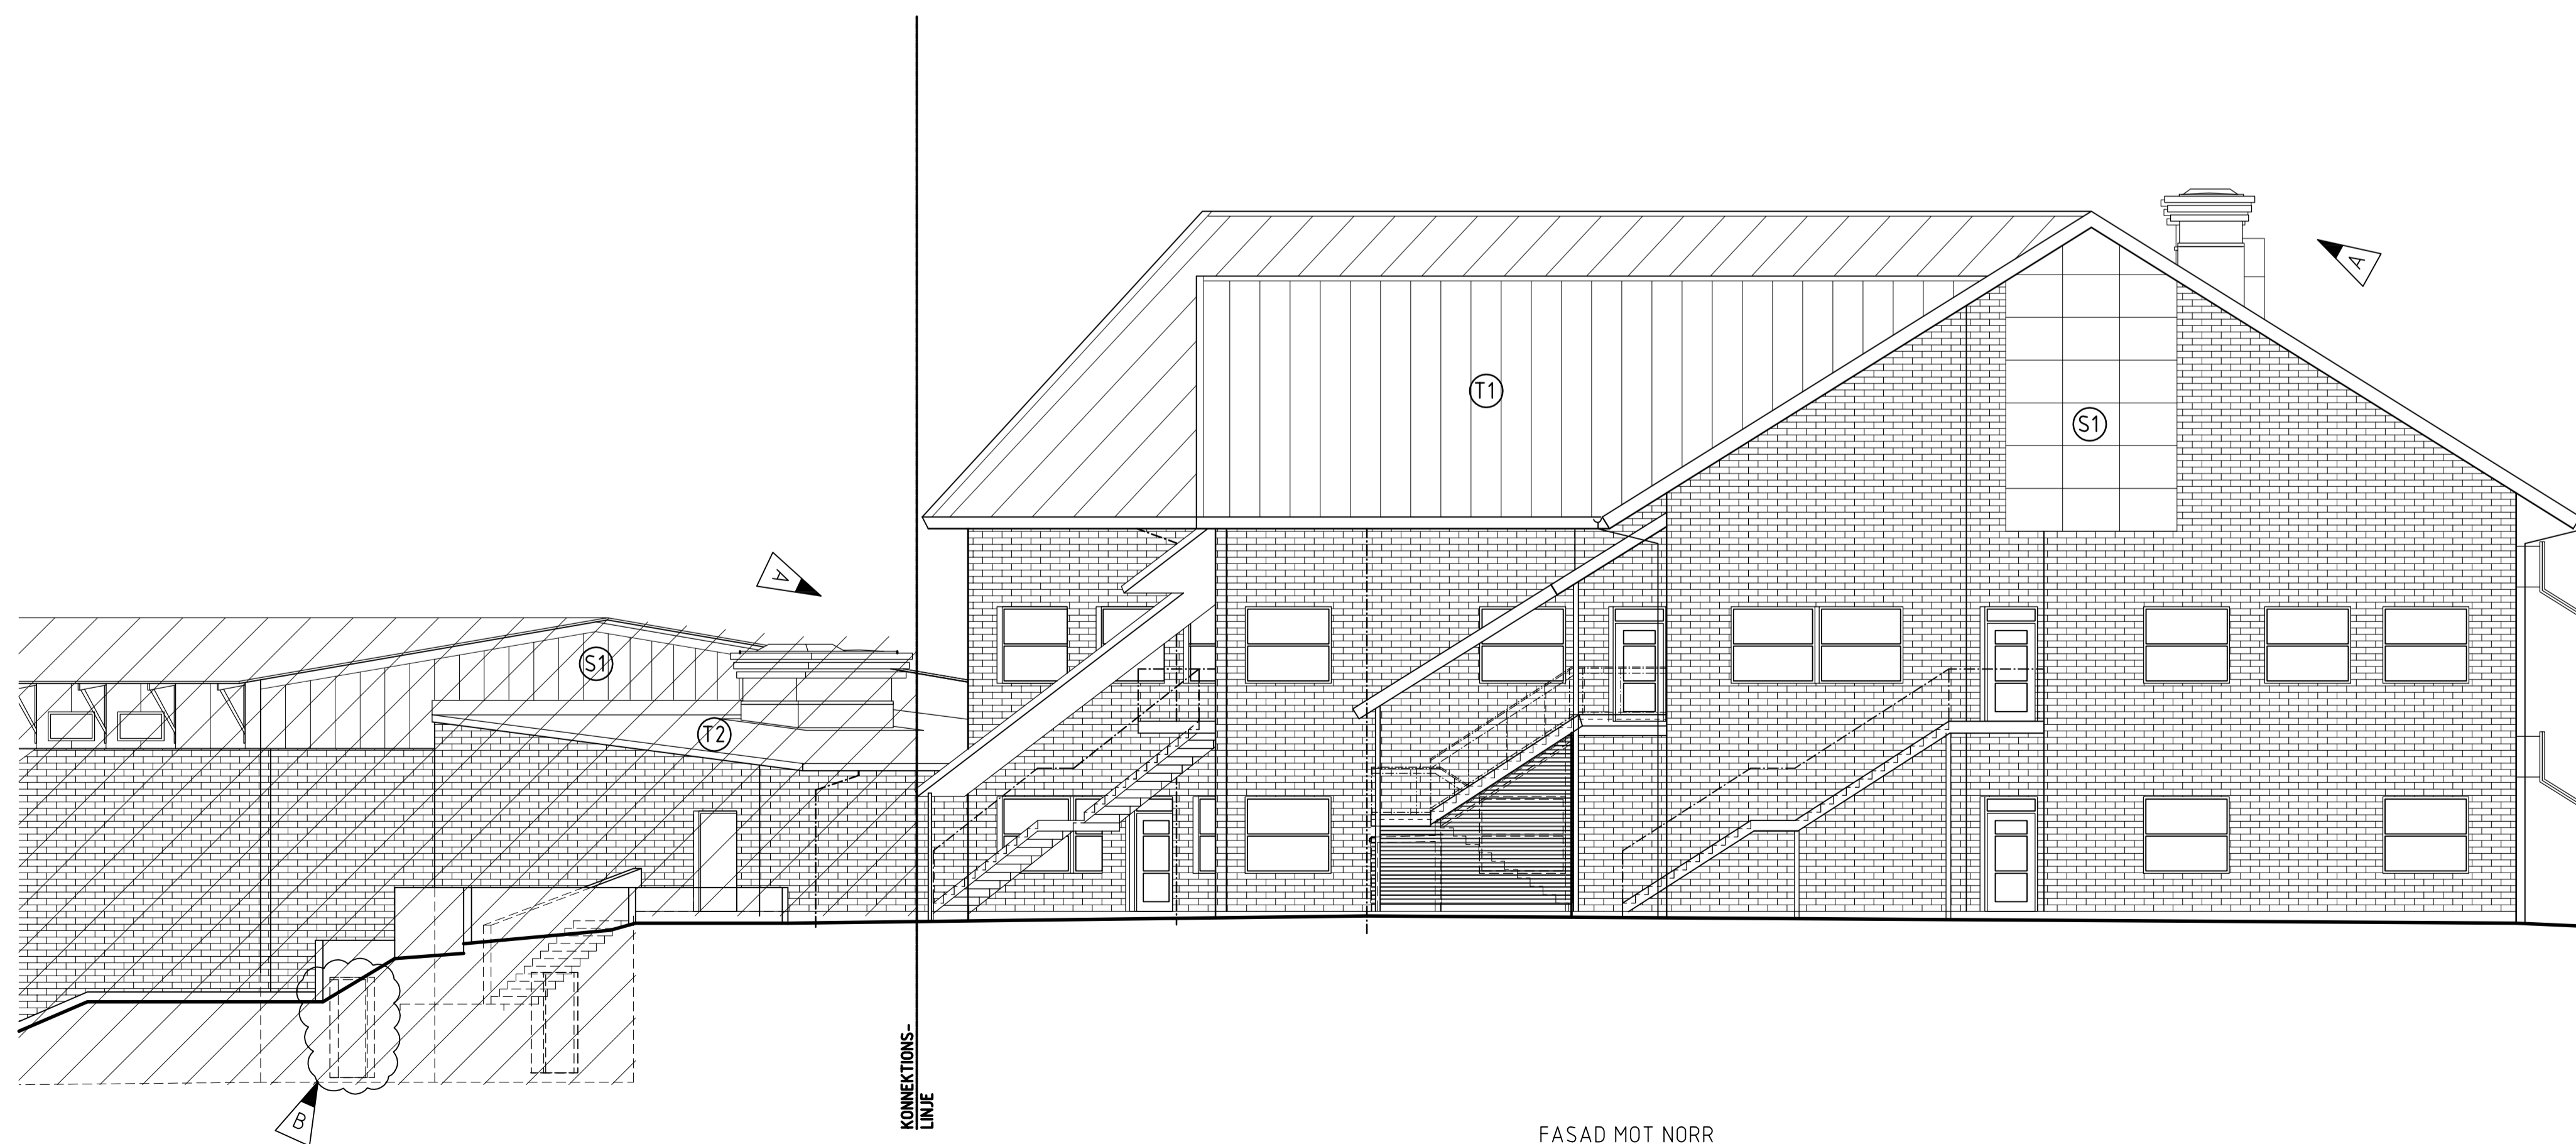 A
T1
S1
A
S1
T2
KONNEKTIONS-
LINJE
B
FASAD MOT NORR